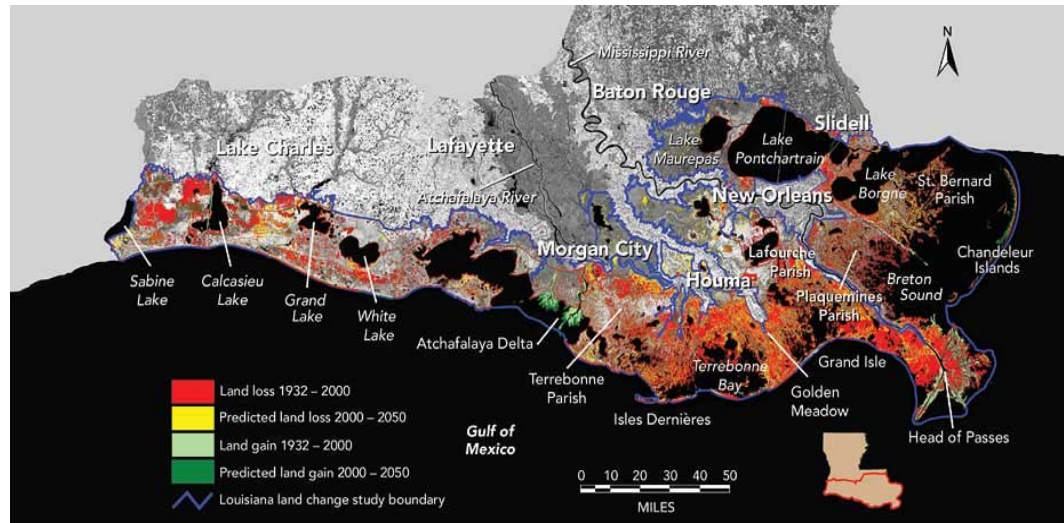 N
Mississippi River
Baton Rouge
Slidell
Lake Charles
Lafayette
Lake
Maurepas
Lake
Pontchartrain
Lake
Borgne
St. Bernard
Parish
Atchafalaya River
New Orleans
Morgan City
Lafourche
Parish
Chandeleur
Islands
Houma
Breton
Sound
Plaquemines
Parish
Sabine
Lake
Calcasieu
Lake
Grand
Lake
White
Lake
Atchafalaya Delta
Terrebonne
Parish
Terrebonne
Bay
Grand Isle
Golden
Meadow
Isles Dernières
Head of Passes
Gulf of
Mexico
Land loss 1932 – 2000
Predicted land loss 2000 – 2050
Land gain 1932 – 2000
Predicted land gain 2000 – 2050
Louisiana land change study boundary
0 10 20 30 40 50
MILES